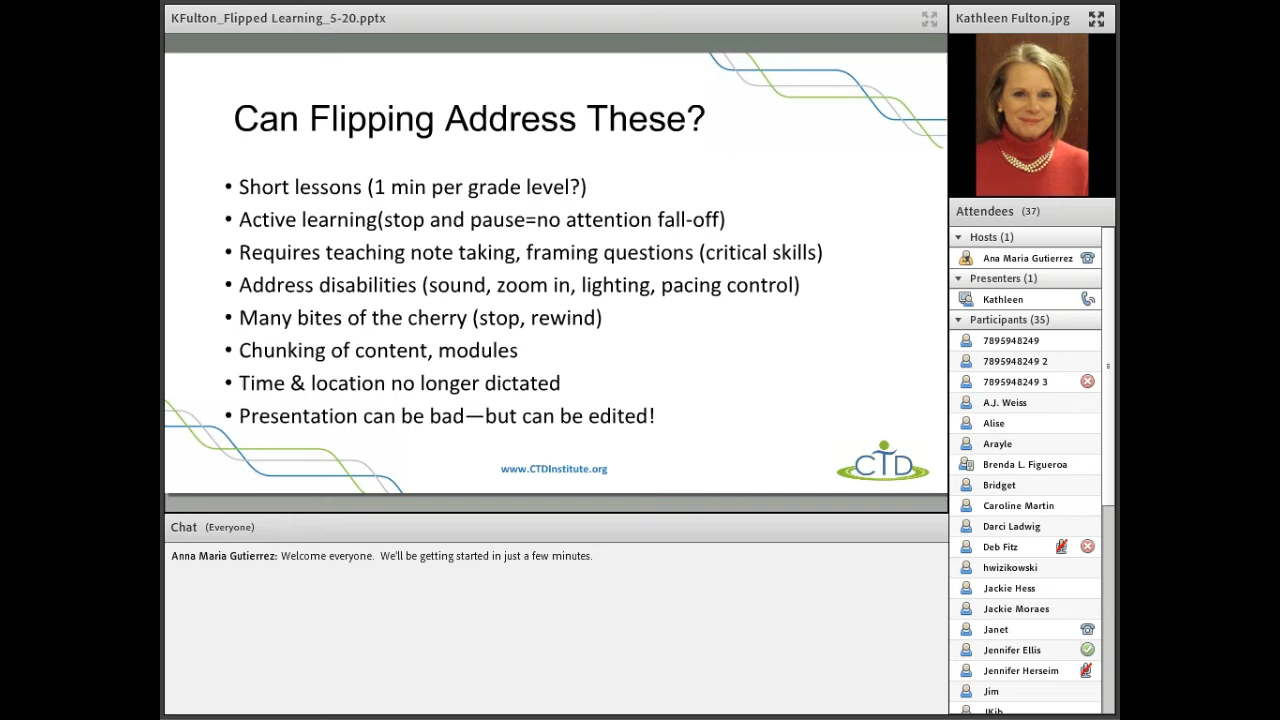 KFulton_Flipped Learning_5-20.pptx
Can Flipping Address These?
• Short lessons (1 min per grade level?)
• Active learning(stop and pause=no attention fall-off)
• Requires teaching note taking, framing questions (critical skills)
• Address disabilities (sound, zoom in, lighting, pacing control)
• Many bites of the cherry (stop, rewind)
• Chunking of content, modules
• Time & location no longer dictated
• Presentation can be bad—but can be edited!
www.CTDInstitute.org
CTD
Chat (Everyone)
Anna Maria Gutierrez: Welcome everyone. We'll be getting started in just a few minutes.
Kathleen Fulton.jpg
Attendees (37)
Hosts (1)
Ana Maria Gutierrez
Presenters (1)
Kathleen
Participants (35)
7895948249
7895948249 2
7895948249 3
A.J. Weiss
Alise
Arayle
Brenda L. Figueroa
Bridget
Caroline Martin
Darci Ladwig
Deb Fitz
hwizikowski
Jackie Hess
Jackie Moraes
Janet
Jennifer Ellis
Jennifer Herseim
Jim